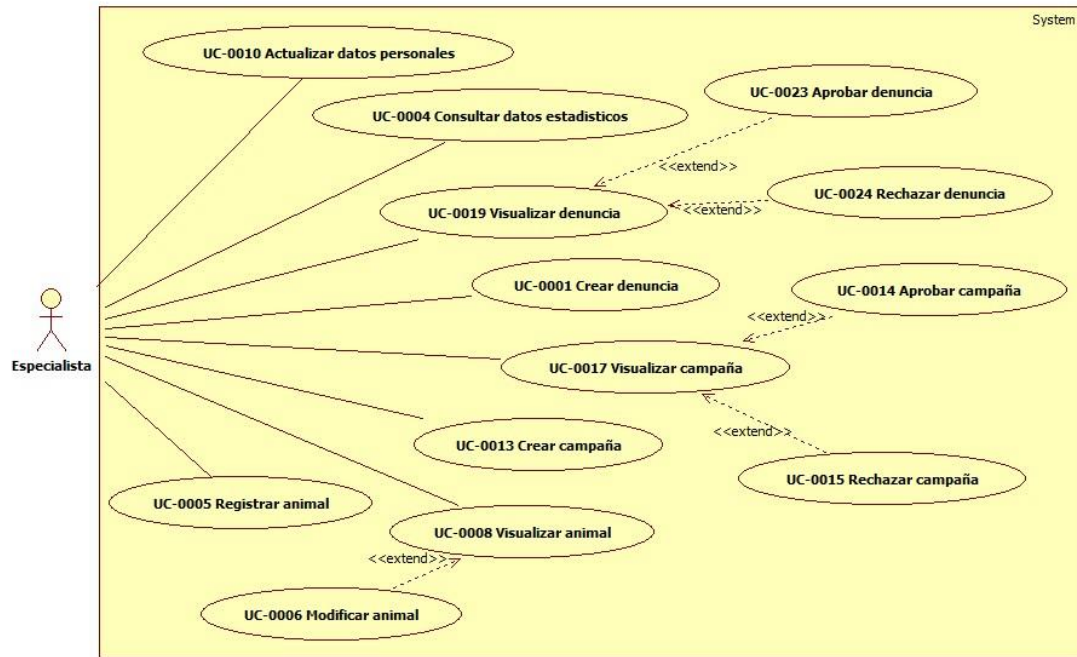 System
UC-0010 Actualizar datos personales
UC-0023 Aprobar denuncia
UC-0004 Consultar datos estadisticos
<<extend>>
UC-0024 Rechazar denuncia
<<extend>>
UC-0019 Visualizar denuncia
UC-0001 Crear denuncia
UC-0014 Aprobar campaña
<<extend>>
Especialista
UC-0017 Visualizar campaña
<<extend>>
UC-0013 Crear campaña
UC-0015 Rechazar campaña
UC-0005 Registrar animal
UC-0008 Visualizar animal
<<extend>>
UC-0006 Modificar animal